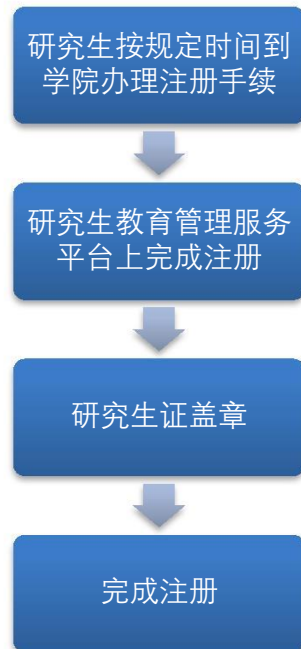 研究生按规定时间到
学院办理注册手续
研究生教育管理服务
平台上完成注册
研究生证盖章
完成注册